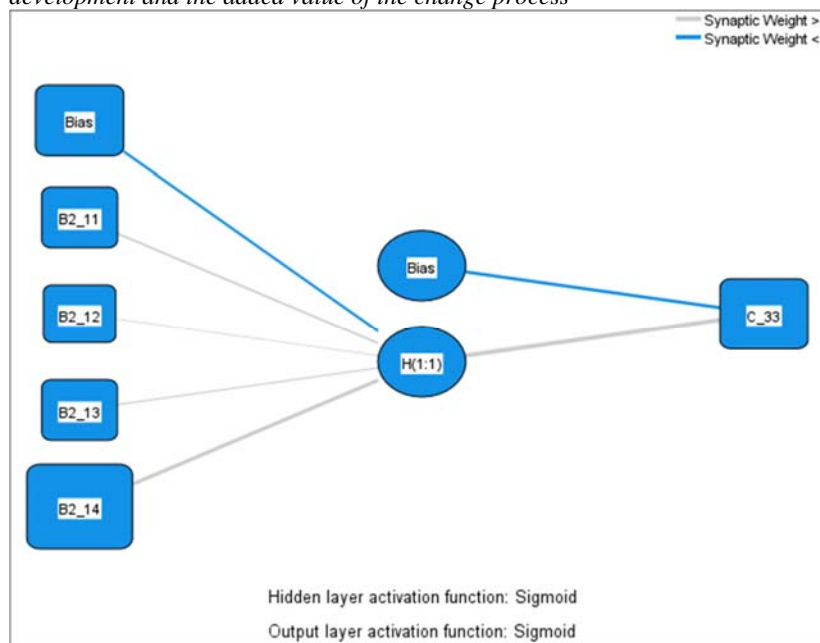 development and the added value of the change process
Synaptic Weight >
Synaptic Weight <
Bias
B2_11
B2_12
Bias
C_33
H(1:1)
B2_13
B2_14
Hidden layer activation function: Sigmoid
Output layer activation function: Sigmoid